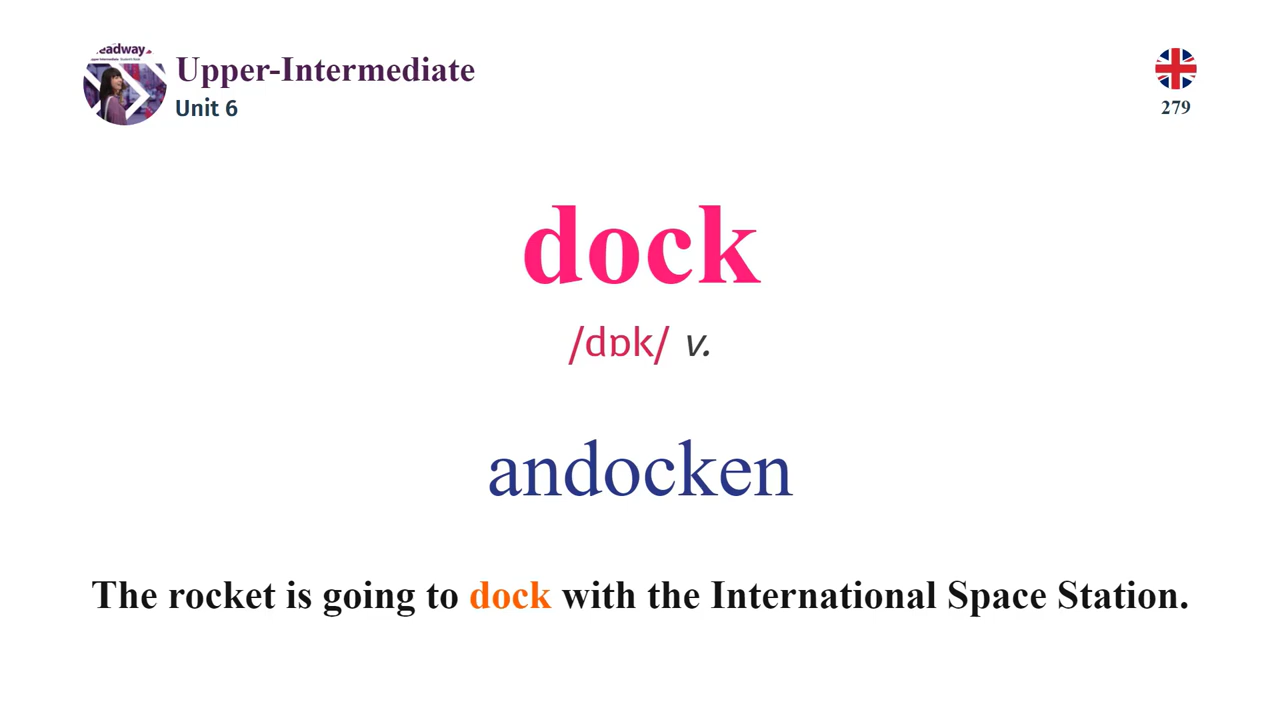 eadway
Upper-Intermediate
Unit 6
279
dock
/dɒk/ v.
andocken
The rocket is going to dock with the International Space Station.